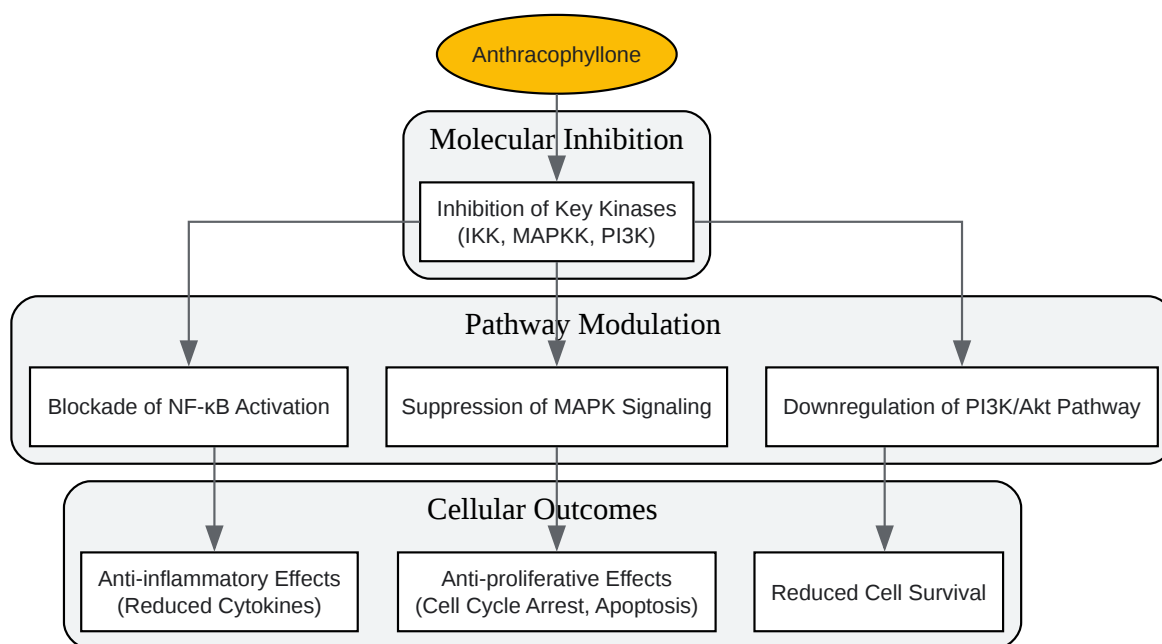 Anthracophyllone
Molecular Inhibition
Inhibition of Key Kinases
(IKK, MAPKK, PI3K)
Pathway Modulation
Blockade of NF-κB Activation
Suppression of MAPK Signaling
Downregulation of PI3K/Akt Pathway
Cellular Outcomes
Anti-inflammatory Effects
(Reduced Cytokines)
Anti-proliferative Effects
(Cell Cycle Arrest, Apoptosis)
Reduced Cell Survival